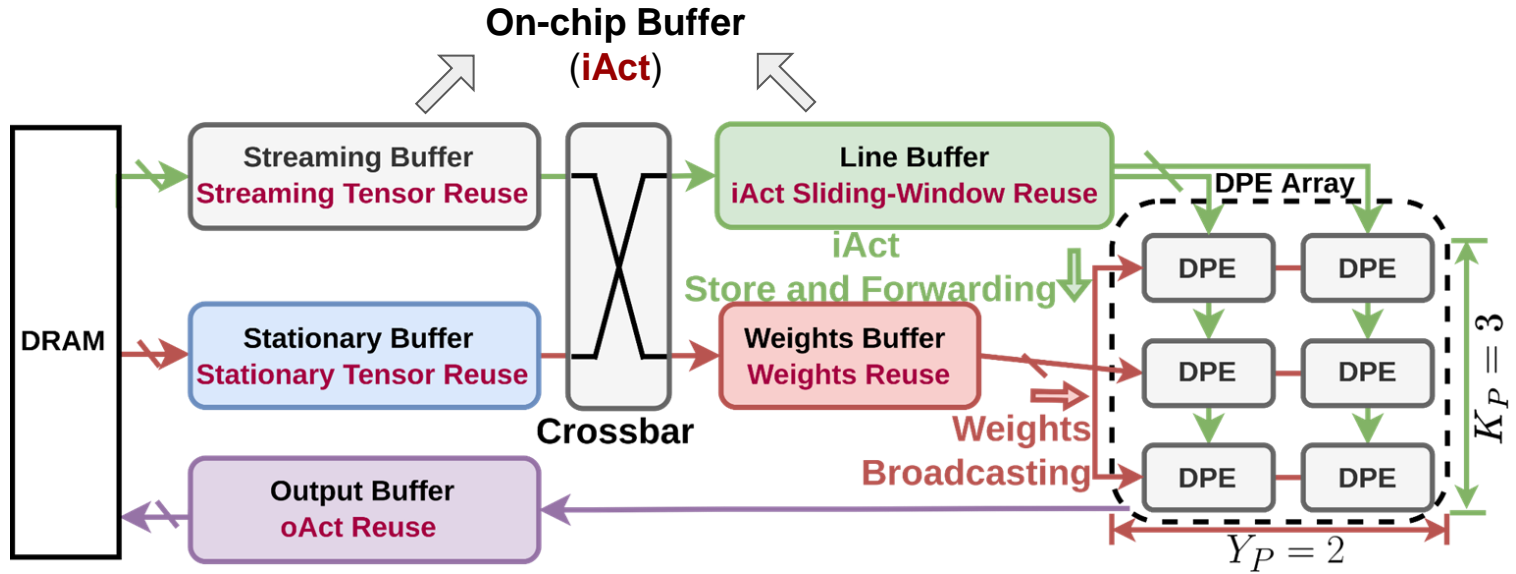 On-chip Buffer
(iAct)
DRAM
Streaming Buffer
Streaming Tensor Reuse
Line Buffer
iAct Sliding-Window Reuse
DPE Array
iAct
Store and Forwarding
Stationary Buffer
Stationary Tensor Reuse
Crossbar
Weights Buffer
Weights Reuse
Weights
Broadcasting
Output Buffer
oAct Reuse
DPE
DPE
DPE
DPE
DPE
DPE
K_P = 3
Y_P = 2